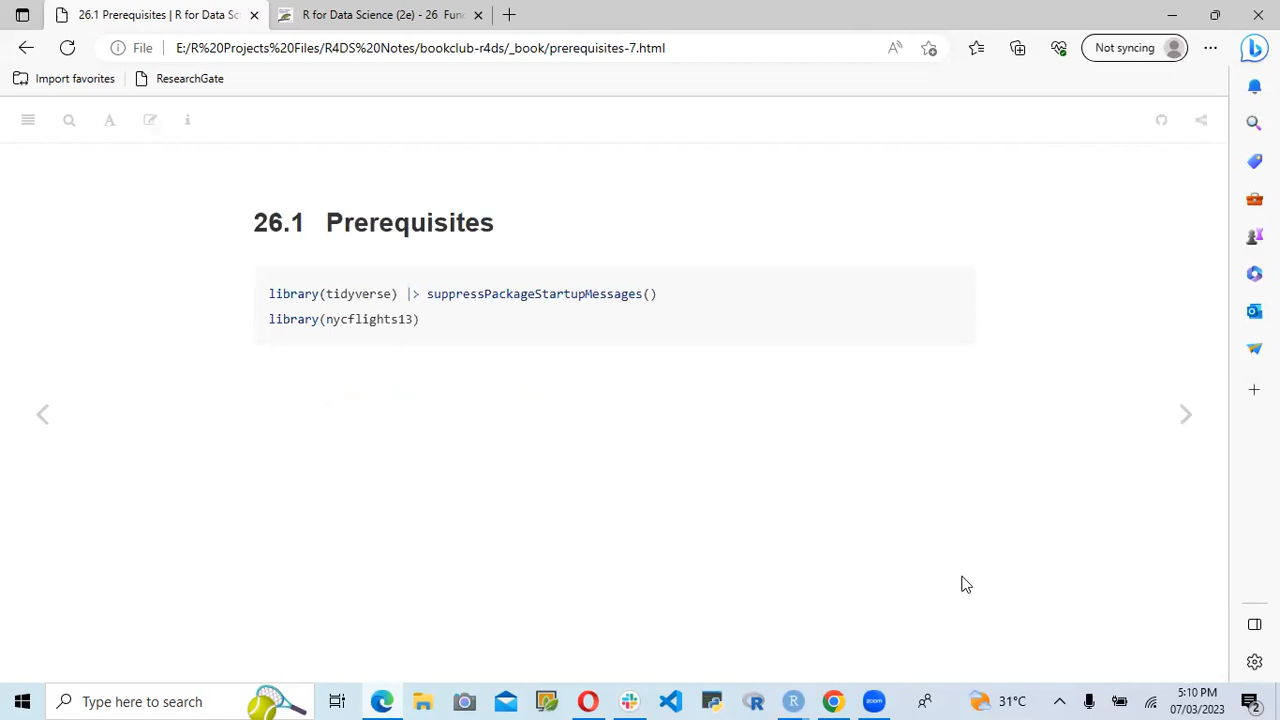 26.1 Prerequisites | R for Data Sc
R for Data Science (2e) - 26 Fun
File
E:/R%20Projects%20Files/R4DS%20Notes/bookclub-r4ds/_book/prerequisites-7.html
Not syncing
Import favorites
ResearchGate
26.1 Prerequisites
library(tidyverse) |> suppressPackageStartupMessages()
library(nycflights13)
Type here to search
31°C
5:10 PM
07/03/2023
2